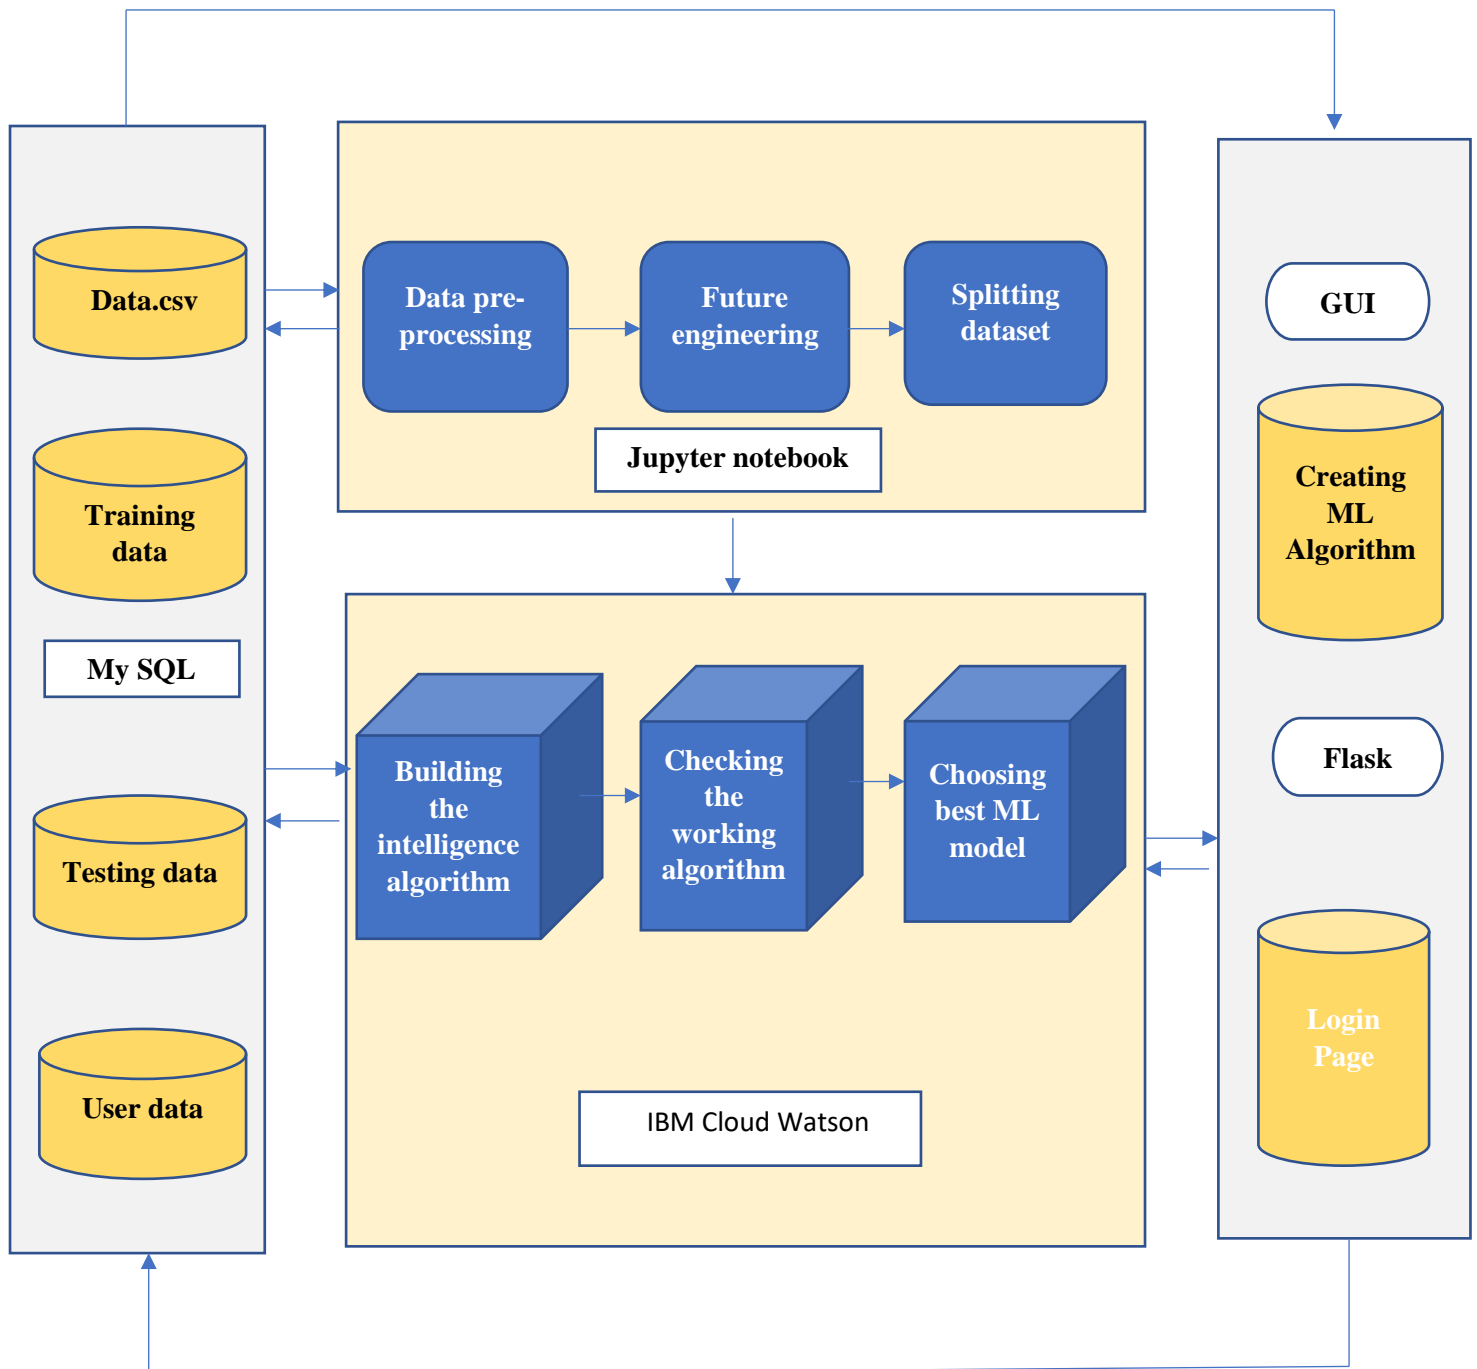 Data.csv
Training
data
My SQL
Testing data
User data
Data pre-
processing
Future
engineering
Splitting
dataset
Jupyter notebook
Building
the
intelligence
algorithm
Checking
the
working
algorithm
Choosing
best ML
model
IBM Cloud Watson
GUI
Creating
ML
Algorithm
Flask
Login
Page